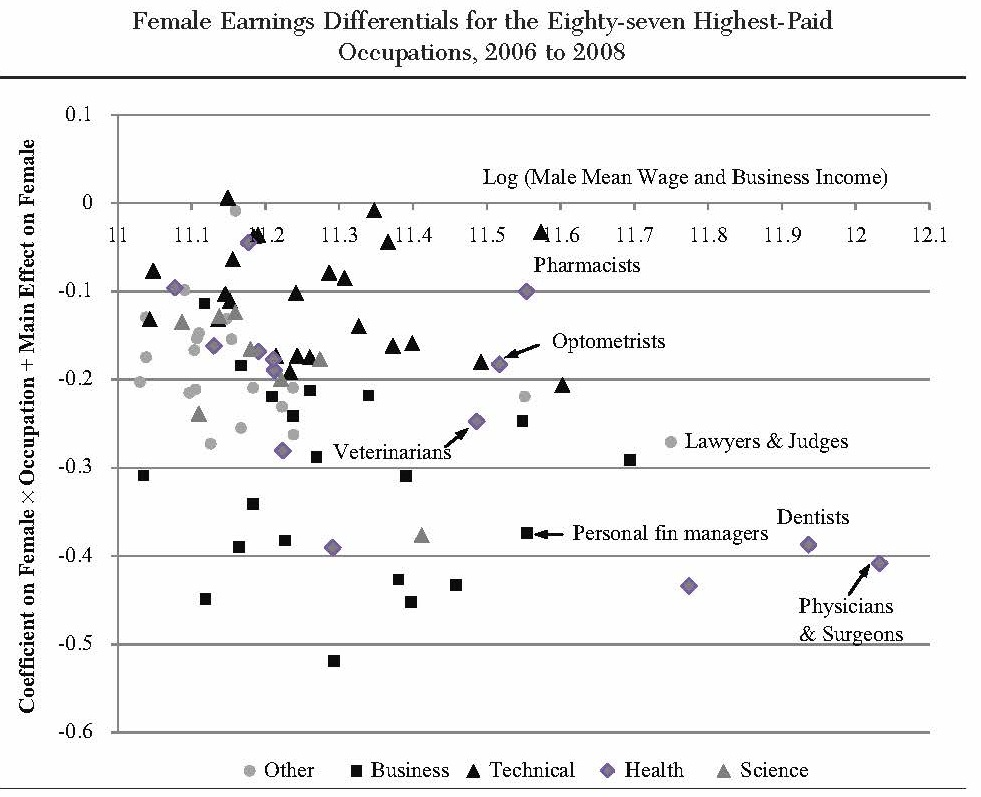 Female Earnings Differentials for the Eighty-seven Highest-Paid
Occupations, 2006 to 2008
Coefficient on Female × Occupation + Main Effect on Female
0.1
Log (Male Mean Wage and Business Income)
0
11 11.1 11.2 11.3 11.4 11.5 11.6 11.7 11.8 11.9 12 12.1
Pharmacists
-0.1
Optometrists
-0.2
Veterinarians
Lawyers & Judges
-0.3
Dentists
Personal fin managers
-0.4
Physicians
& Surgeons
-0.5
-0.6
Other Business Technical Health Science